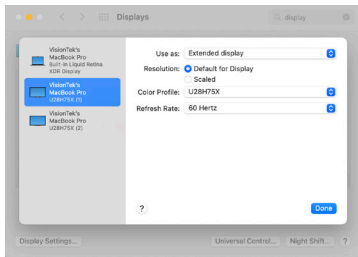 Displays
display
VisionTek's
MacBook Pro
Built-in Liquid Retina
XDR Display
VisionTek's
MacBook Pro
U28H75X (1)
VisionTek's
MacBook Pro
U28H75X (2)
Use as: Extended display
Resolution: Default for Display
Scaled
Color Profile: U28H75X
Refresh Rate: 60 Hertz
?
Done
Display Settings...
Universal Control...
Night Shift...
?